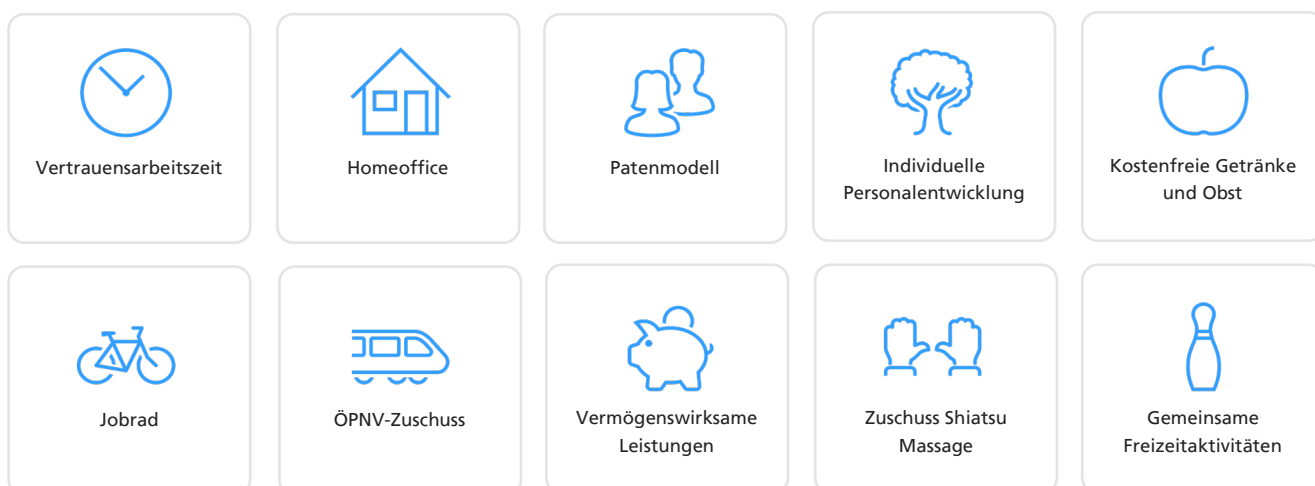 Vertrauensarbeitszeit
Homeoffice
Patenmodell
Individuelle
Personalentwicklung
Kostenfreie Getränke
und Obst
Jobrad
ÖPNV-Zuschuss
Vermögenswirksame
Leistungen
Zuschuss Shiatsu
Massage
Gemeinsame
Freizeitaktivitäten